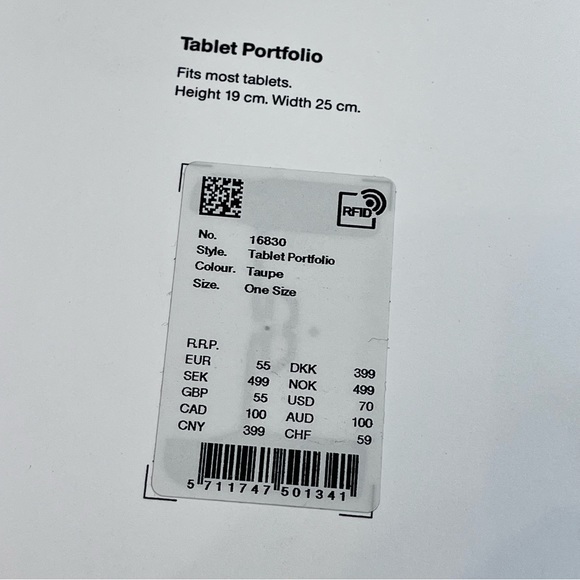 Tablet Portfolio
Fits most tablets.
Height 19 cm. Width 25 cm.
RFID
No. 16830
Style. Tablet Portfolio
Colour. Taupe
Size. One Size
R.R.P.
EUR 55 DKK 399
SEK 499 NOK 499
GBP 55 USD 70
CAD 100 AUD 100
CNY 399 CHF 59
5 711747 501341